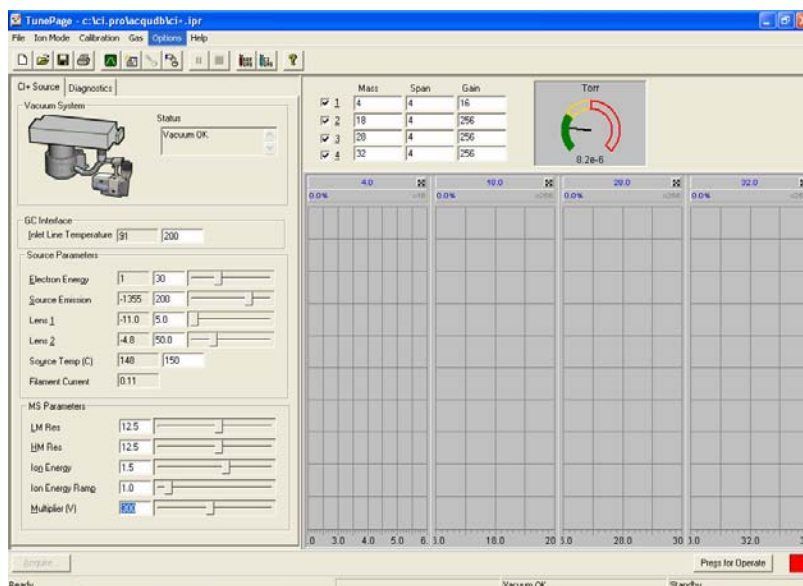 TunePage - c:\ci.pro\acqudb\ci+.ipr
File Ion Mode Calibration Gas Options Help
CI+ Source Diagnostics
Vacuum System
Status
Vacuum OK
GC Interface
Inlet Line Temperature 91 200
Source Parameters
Electron Energy 1 30
Source Emission -1355 200
Lens 1 -11.0 5.0
Lens 2 -4.8 50.0
Source Temp (C) 148 150
Filament Current 0.11
MS Parameters
LM Res 12.5
HM Res 12.5
Ion Energy 1.5
Ion Energy Ramp 1.0
Multiplier (V) 300
Mass Span Gain
1 4 4 16
2 18 4 256
3 28 4 256
4 32 4 256
Torr
8.2e-6
4.0 18.0 28.0 32.0
0.0% x16 0.0% x256 0.0% x256 0.0%
3.0 4.0 5.0 6. 18.0 20 28.0 30 32.0
Acquire...
Press for Operate
Ready Vacuum OK Standby